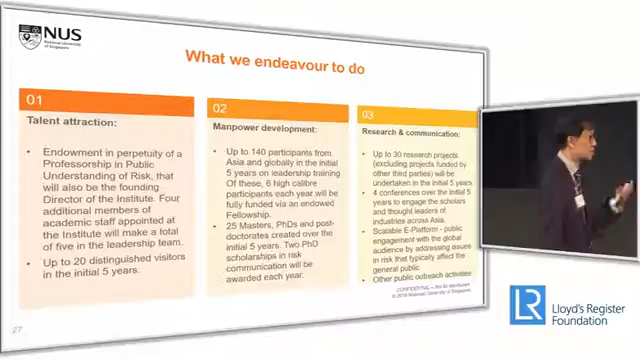 NUS
National University
of Singapore
What we endeavour to do
01
Talent attraction:
• Endowment in perpetuity of a
Professorship in Public
Understanding of Risk, that
will also be the founding
Director of the Institute. Four
additional members of
academic staff appointed at
the Institute will make a total
of five in the leadership team.
• Up to 20 distinguished visitors
in the initial 5 years.
02
Manpower development:
• Up to 140 participants from
Asia and globally in the initial
5 years on leadership training
Of these, 6 high calibre
participants each year will be
fully funded via an endowed
Fellowship.
• 25 Masters, PhDs and post-
doctorates created over the
initial 5 years. Two PhD
scholarships in risk
communication will be
awarded each year.
03
Research & communication:
• Up to 30 research projects
(excluding projects funded by
other third parties) will be
undertaken in the initial 5 years
• 4 conferences over the initial 5
years to engage the scholars
and thought leaders of
industries across Asia.
• Scalable E-Platform - public
engagement with the global
audience by addressing issues
in risk that typically affect the
general public
• Other public outreach activities
CONFIDENTIAL – Not for distribution
© 2016 National University of Singapore
27
LR
Lloyd's Register
Foundation